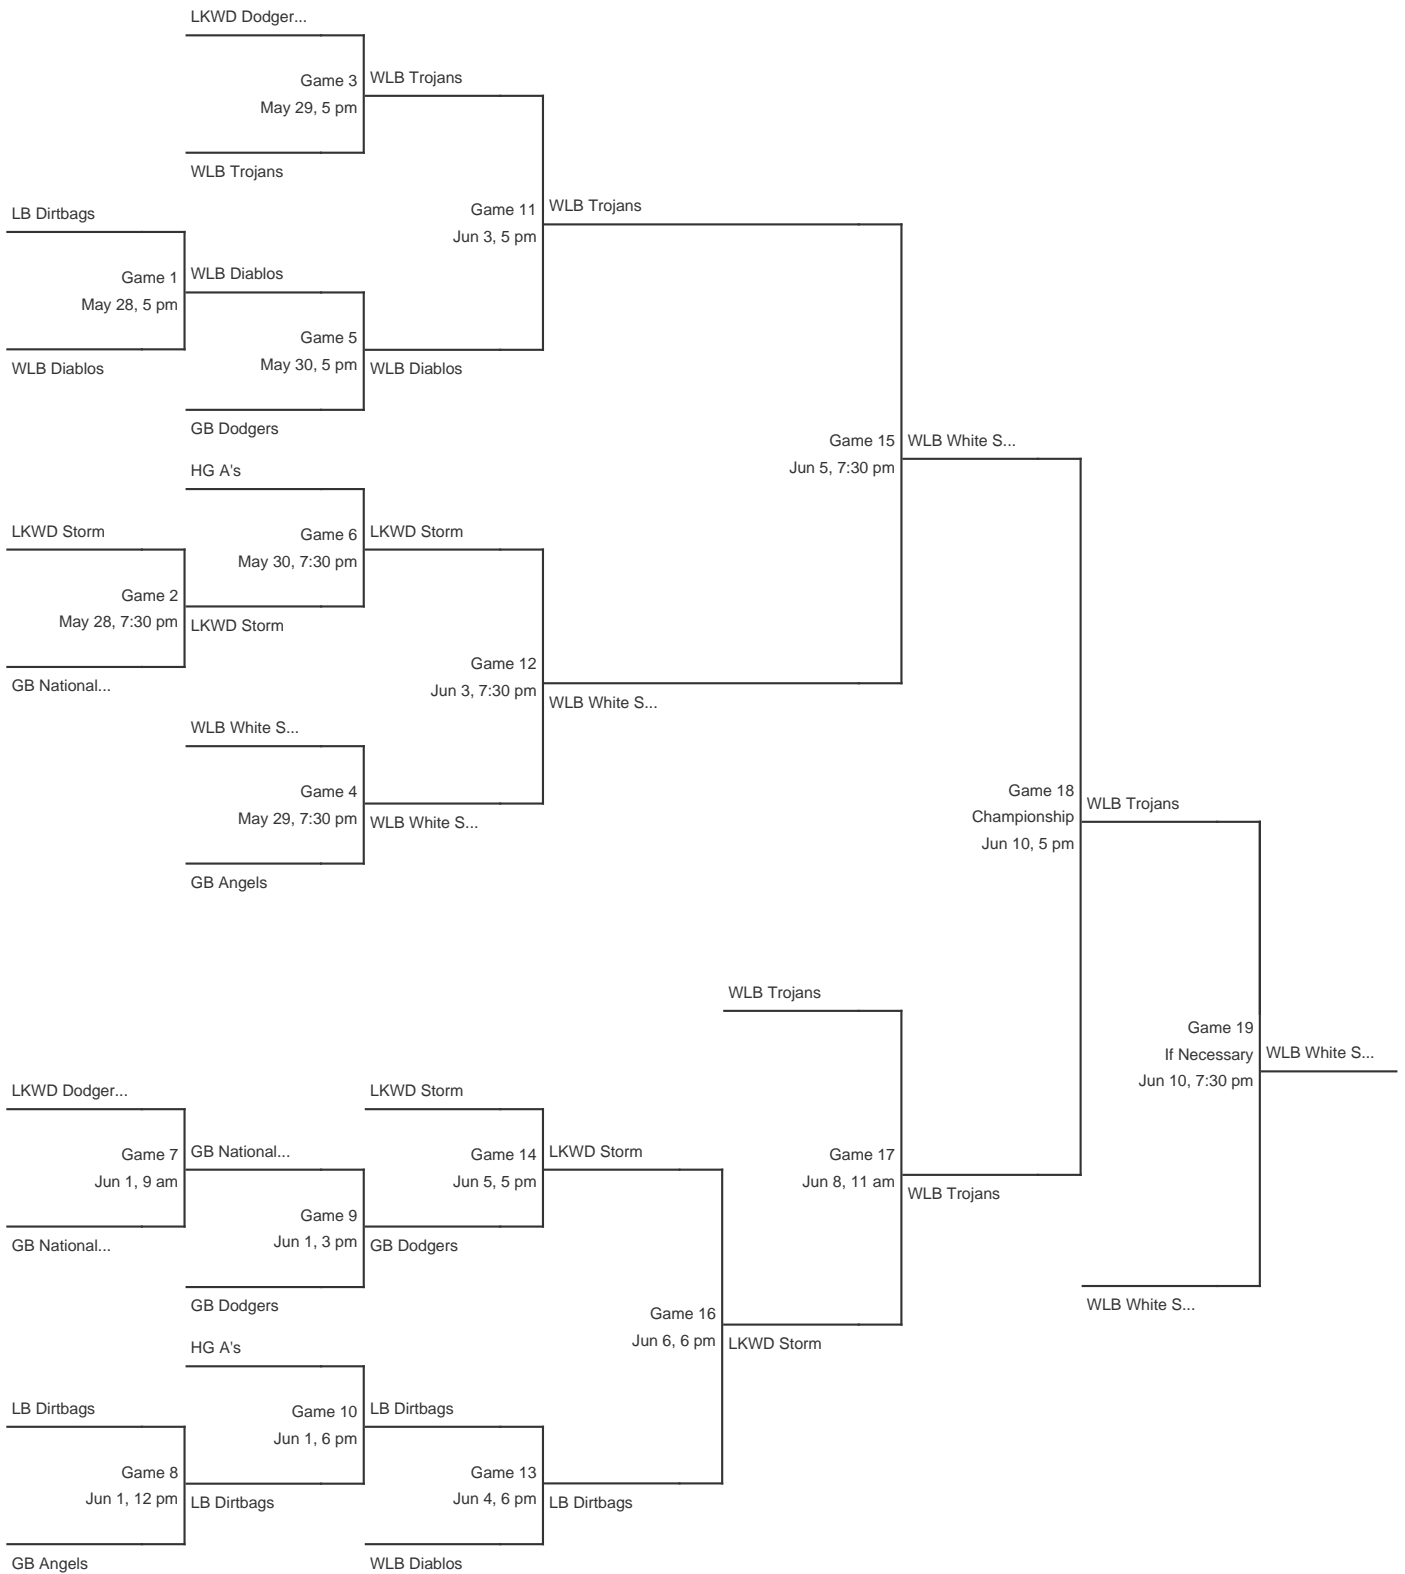 LKWD Dodger...
Game 3
May 29, 5 pm
WLB Trojans
WLB Trojans
LB Dirtbags
Game 1
May 28, 5 pm
WLB Diablos
WLB Diablos
Game 5
May 30, 5 pm
WLB Diablos
GB Dodgers
Game 11
Jun 3, 5 pm
WLB Trojans
HG A's
LKWD Storm
Game 2
May 28, 7:30 pm
LKWD Storm
GB National...
Game 6
May 30, 7:30 pm
LKWD Storm
Game 12
Jun 3, 7:30 pm
WLB White S...
WLB White S...
Game 4
May 29, 7:30 pm
WLB White S...
GB Angels
Game 15
Jun 5, 7:30 pm
WLB White S...
Game 18
Championship
Jun 10, 5 pm
WLB Trojans
WLB Trojans
Game 19
If Necessary
Jun 10, 7:30 pm
WLB White S...
LKWD Dodger...
Game 7
Jun 1, 9 am
GB National...
GB National...
Game 9
Jun 1, 3 pm
GB Dodgers
GB Dodgers
LKWD Storm
Game 14
Jun 5, 5 pm
LKWD Storm
Game 17
Jun 8, 11 am
WLB Trojans
WLB White S...
Game 16
Jun 6, 6 pm
LKWD Storm
HG A's
LB Dirtbags
Game 8
Jun 1, 12 pm
LB Dirtbags
GB Angels
Game 10
Jun 1, 6 pm
LB Dirtbags
Game 13
Jun 4, 6 pm
LB Dirtbags
WLB Diablos